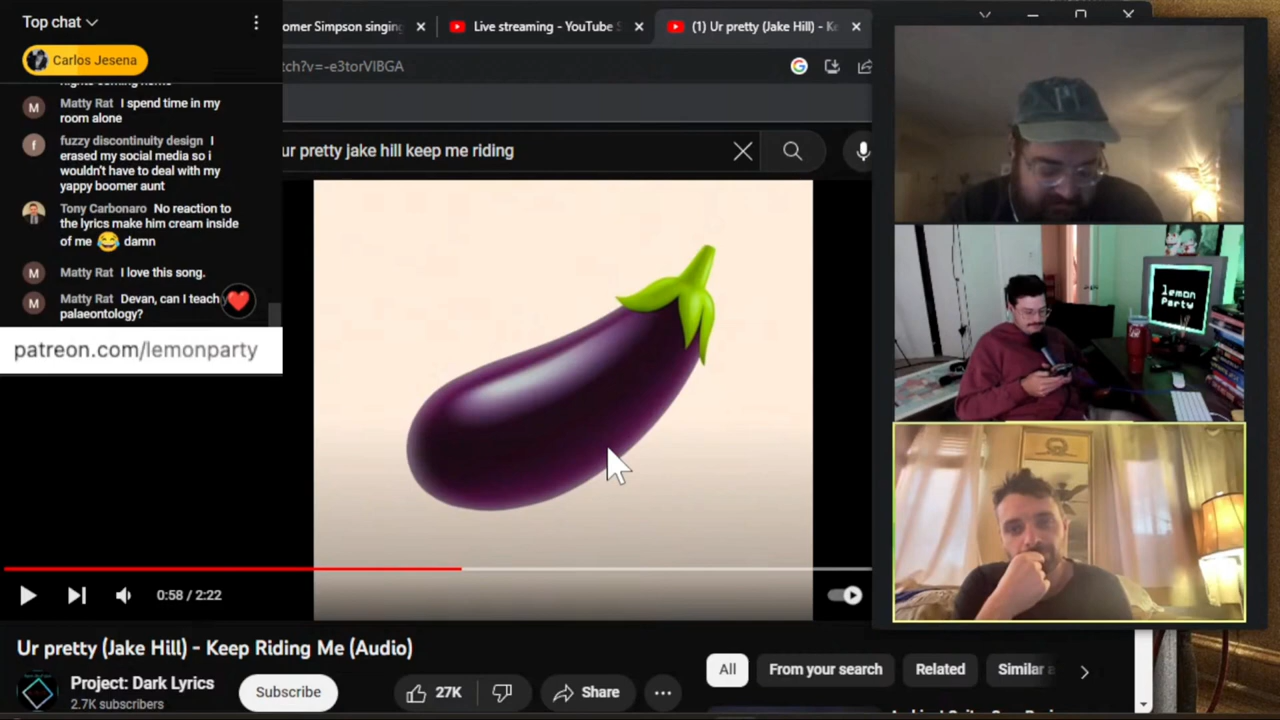 Top chat
Carlos Jesena
Matty Rat I spend time in my
room alone
fuzzy discontinuity design I
erased my social media so i
wouldn't have to deal with my
yappy boomer aunt
Tony Carbonaro No reaction to
the lyrics make him cream inside
of me 😂 damn
Matty Rat I love this song.
Matty Rat Devan, can I teach
palaeontology?
patreon.com/lemonparty
omer Simpson singing
Live streaming - YouTube S
(1) Ur pretty (Jake Hill) - Ke
tch?v=-e3torVIBGA
ur pretty jake hill keep me riding
lemon
Party
0:58 / 2:22
Ur pretty (Jake Hill) - Keep Riding Me (Audio)
Project: Dark Lyrics
2.7K subscribers
Subscribe
27K
Share
All
From your search
Related
Similar